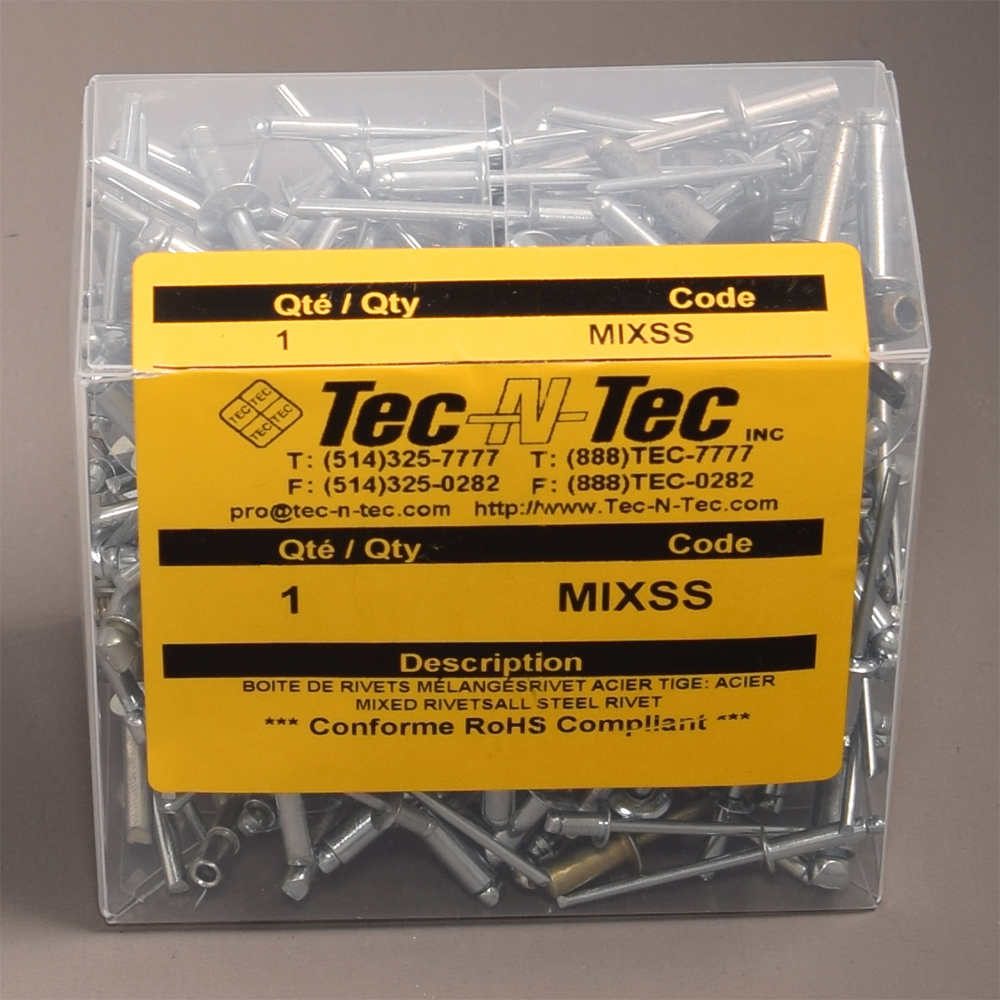 Qté / Qty Code
1 MIXSS
TEC TEC TEC TEC
Tec-N-Tec INC
T: (514)325-7777 T: (888)TEC-7777
F: (514)325-0282 F: (888)TEC-0282
pro@tec-n-tec.com http://www.Tec-N-Tec.com
Qté / Qty Code
1 MIXSS
Description
BOITE DE RIVETS MÉLANGÉSRIVET ACIER TIGE: ACIER
MIXED RIVETSALL STEEL RIVET
*** Conforme RoHS Compliant ***